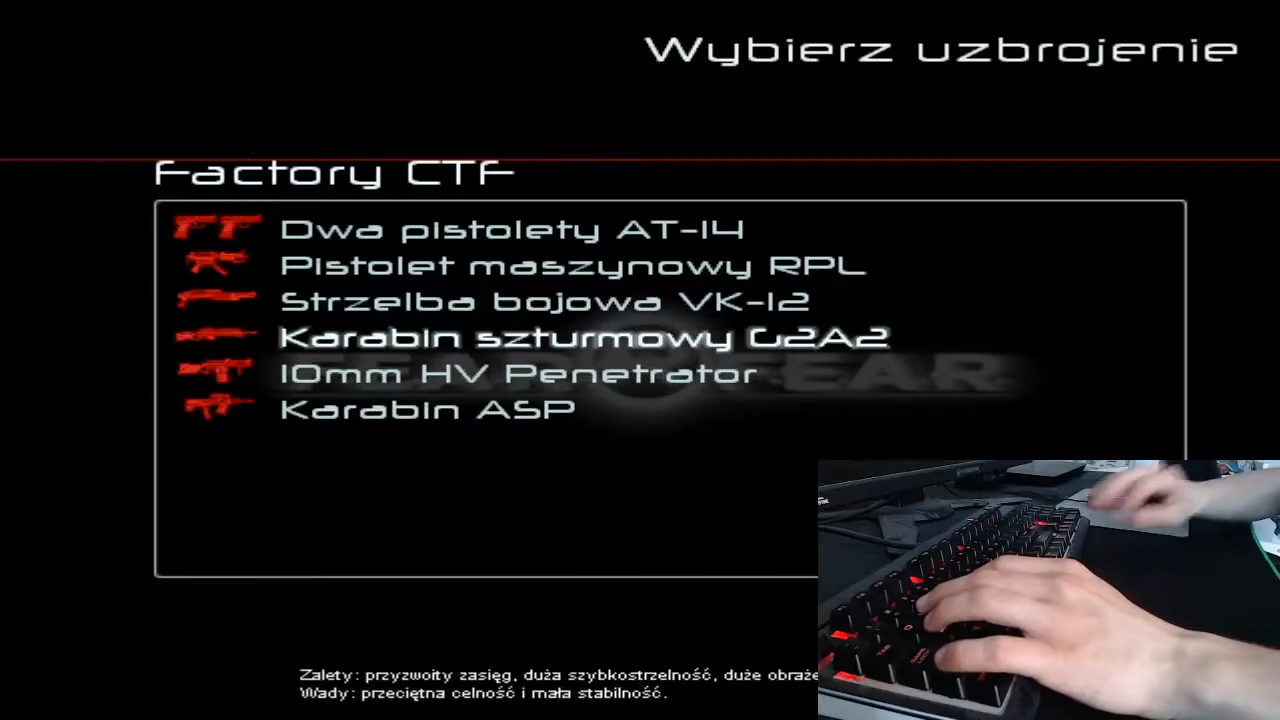 Wybierz uzbrojenie
Factory CTF
Dwa pistolety AT-14
Pistolet maszynowy RPL
Strzelba bojowa VK-12
Karabin szturmowy G2A2
10mm HV Penetrator
Karabin ASP
Zalety: przyzwoity zasięg, duża szybkostrzelność, duże obraże
Wady: przeciętna celność i mała stabilność.